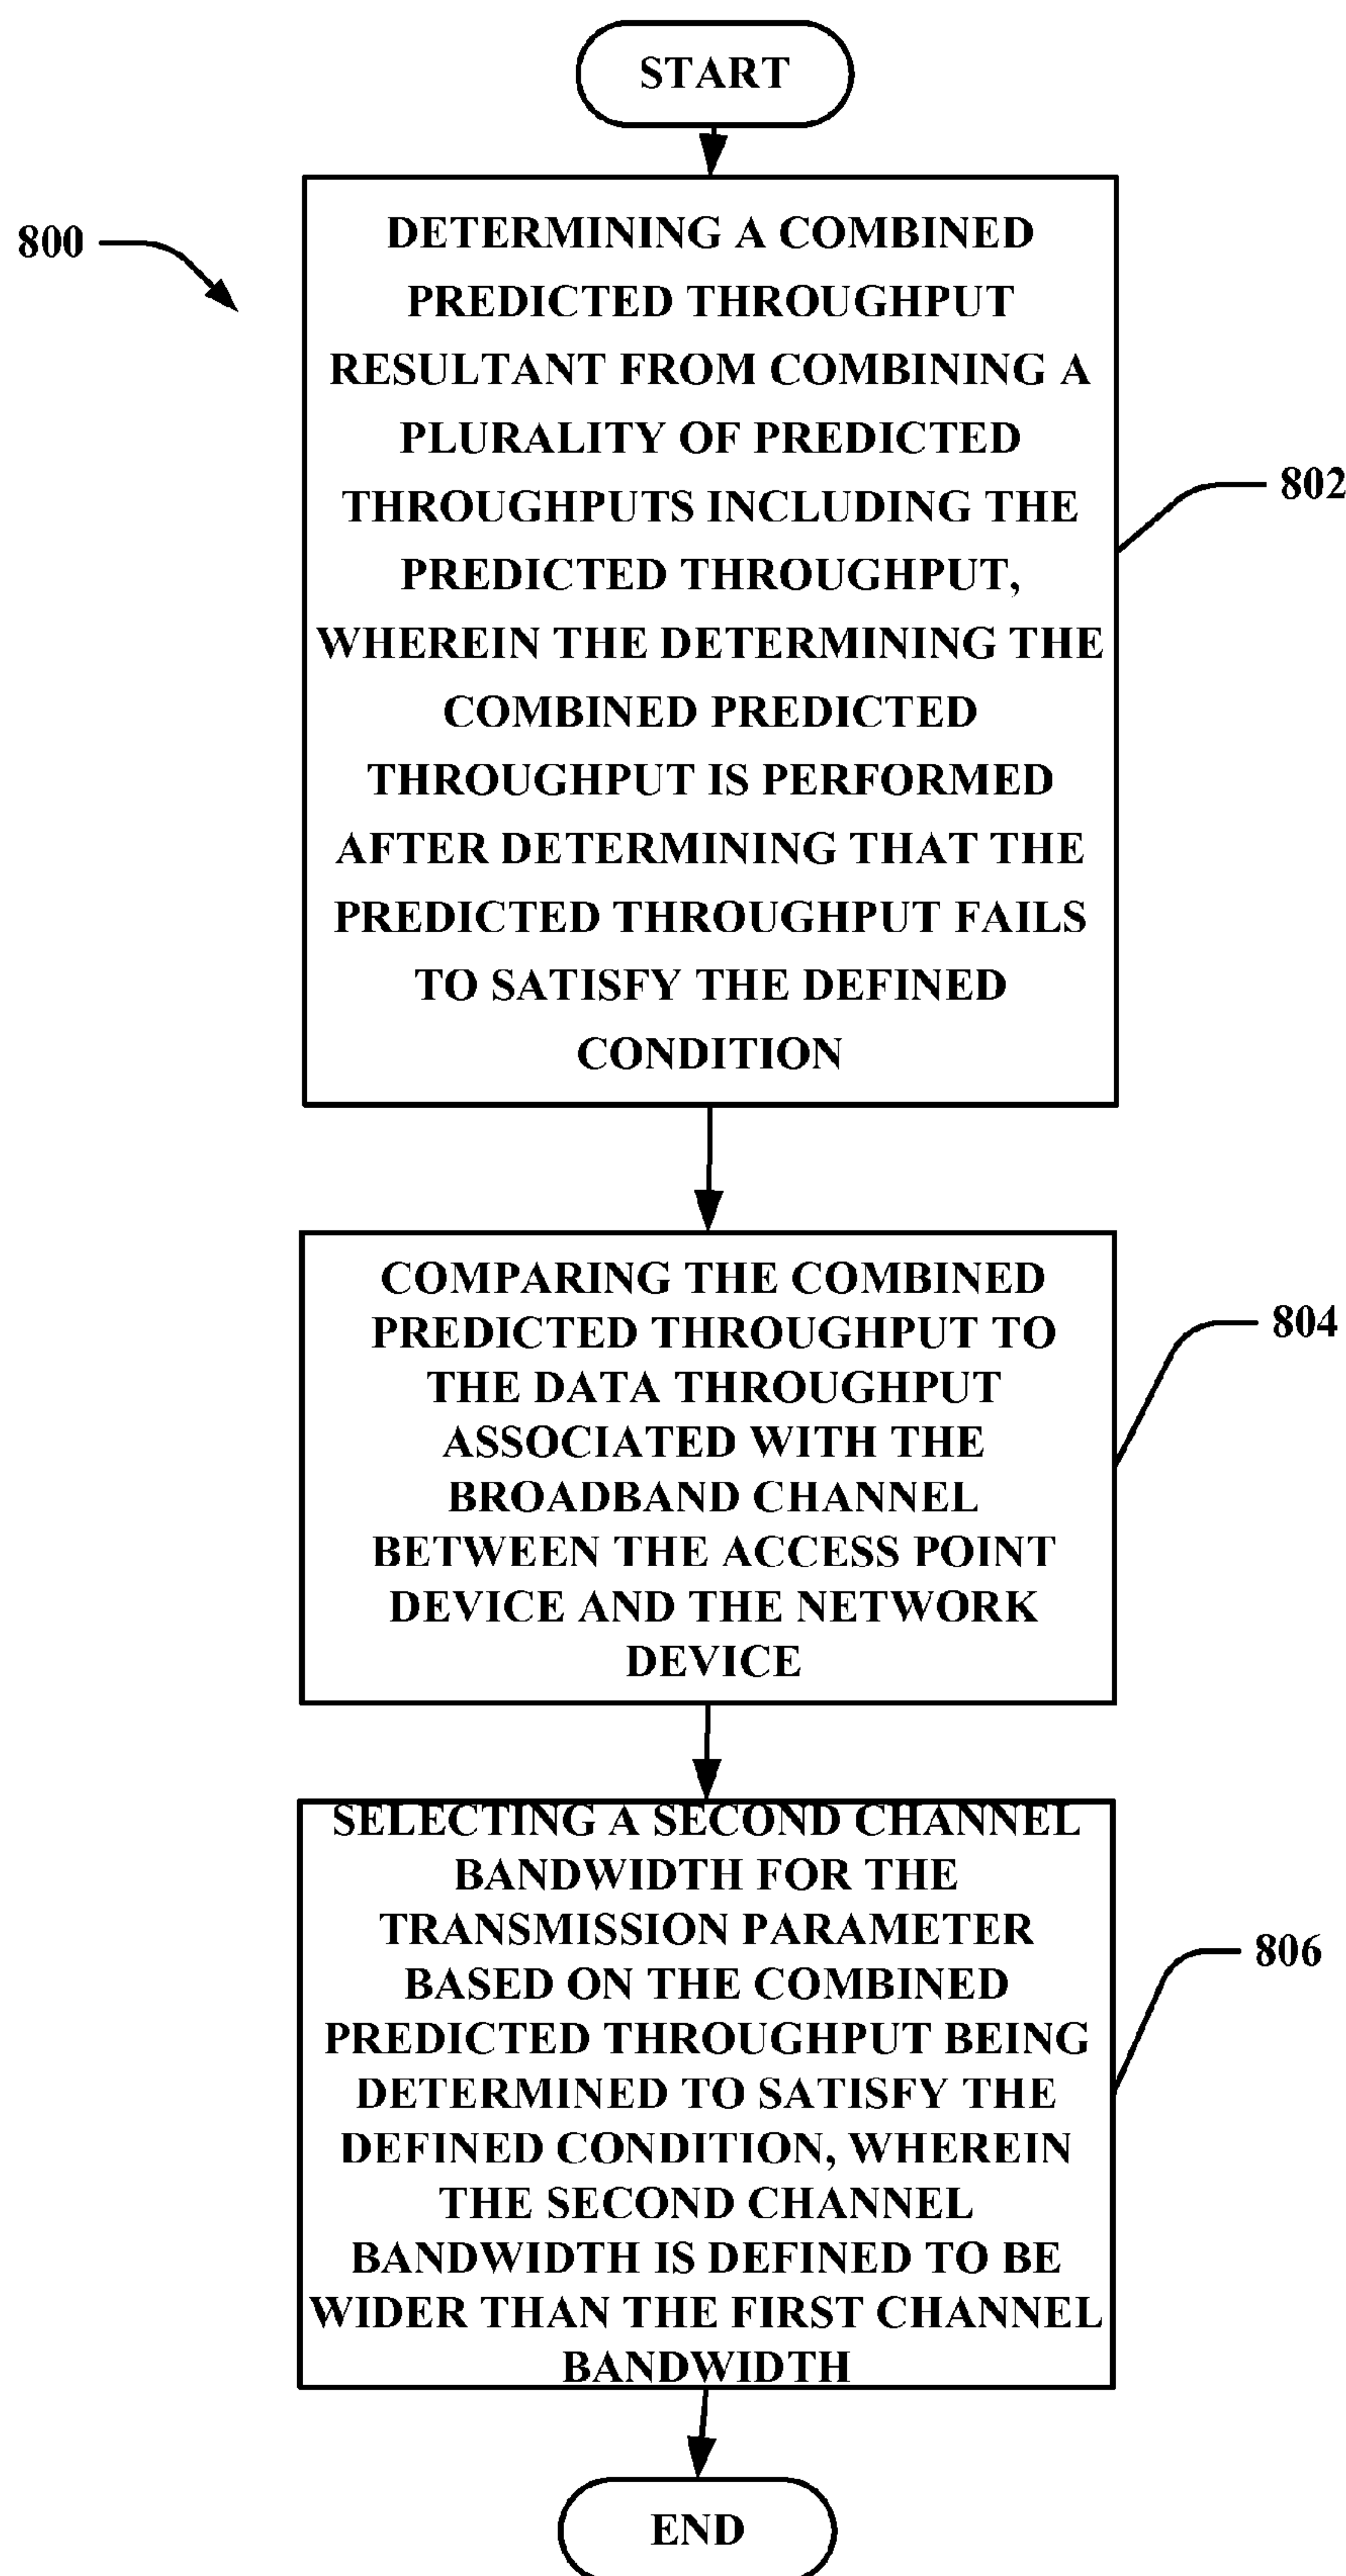 START
800
DETERMINING A COMBINED
PREDICTED THROUGHPUT
RESULTANT FROM COMBINING A
PLURALITY OF PREDICTED
THROUGHPUTS INCLUDING THE
PREDICTED THROUGHPUT,
WHEREIN THE DETERMINING THE
COMBINED PREDICTED
THROUGHPUT IS PERFORMED
AFTER DETERMINING THAT THE
PREDICTED THROUGHPUT FAILS
TO SATISFY THE DEFINED
CONDITION
802
COMPARING THE COMBINED
PREDICTED THROUGHPUT TO
THE DATA THROUGHPUT
ASSOCIATED WITH THE
BROADBAND CHANNEL
BETWEEN THE ACCESS POINT
DEVICE AND THE NETWORK
DEVICE
804
SELECTING A SECOND CHANNEL
BANDWIDTH FOR THE
TRANSMISSION PARAMETER
BASED ON THE COMBINED
PREDICTED THROUGHPUT BEING
DETERMINED TO SATISFY THE
DEFINED CONDITION, WHEREIN
THE SECOND CHANNEL
BANDWIDTH IS DEFINED TO BE
WIDER THAN THE FIRST CHANNEL
BANDWIDTH
806
END